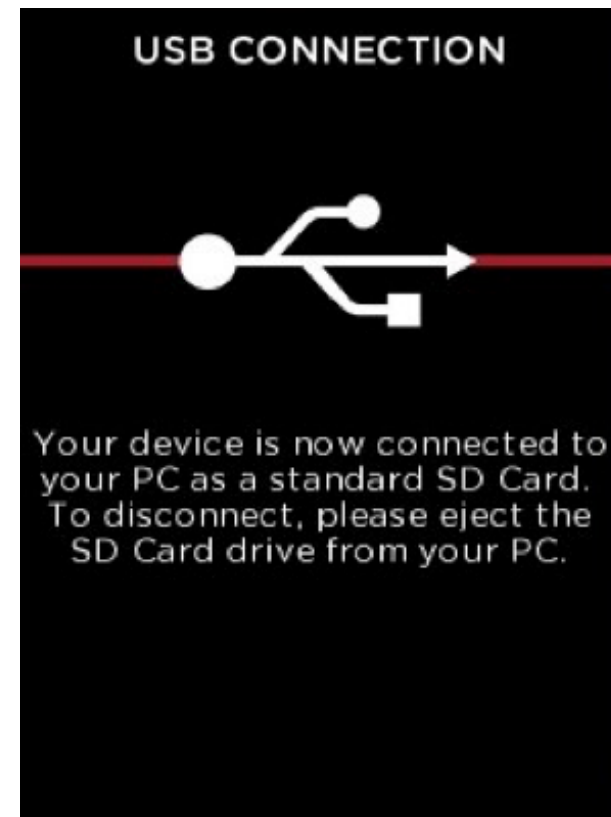 USB CONNECTION
Your device is now connected to
your PC as a standard SD Card.
To disconnect, please eject the
SD Card drive from your PC.